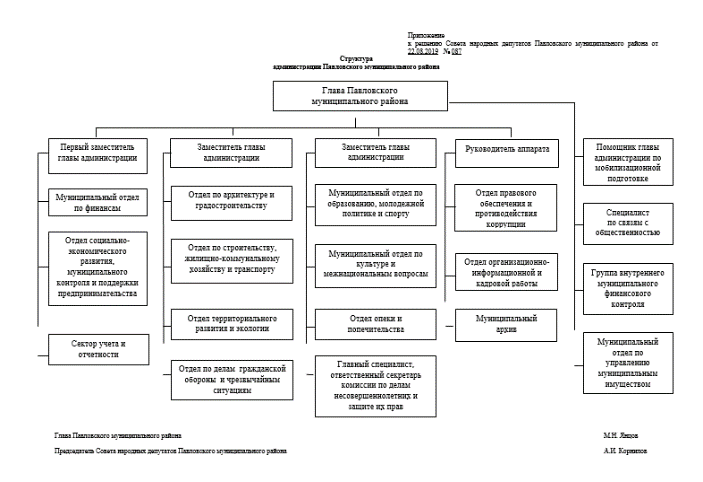 Приложение
к решению Совета народных депутатов Павловского муниципального района от
22.08.2019 № 087
Структура
администрации Павловского муниципального района
Глава Павловского
муниципального района
Первый заместитель
главы администрации
Муниципальный отдел
по финансам
Отдел социально-
экономического
развития,
муниципального
контроля и поддержки
предпринимательства
Сектор учета и
отчетности
Заместитель главы
администрации
Отдел по архитектуре и
градостроительству
Отдел по строительству,
жилищно-коммунальному
хозяйству и транспорту
Отдел территориального
развития и экологии
Отдел по делам гражданской
обороны и чрезвычайным
ситуациям
Заместитель главы
администрации
Муниципальный отдел по
образованию, молодежной
политике и спорту
Муниципальный отдел по
культуре и
межнациональным вопросам
Отдел опеки и
попечительства
Главный специалист,
ответственный секретарь
комиссии по делам
несовершеннолетних и
защите их прав
Руководитель аппарата
Отдел правового
обеспечения и
противодействия
коррупции
Отдел организационно-
информационной и
кадровой работы
Муниципальный
архив
Помощник главы
администрации по
мобилизационной
подготовке
Специалист
по связям с
общественностью
Группа внутреннего
муниципального
финансового
контроля
Муниципальный
отдел по
управлению
муниципальным
имуществом
Глава Павловского муниципального района М.Н. Янцов
Председатель Совета народных депутатов Павловского муниципального района А.И. Корнилов